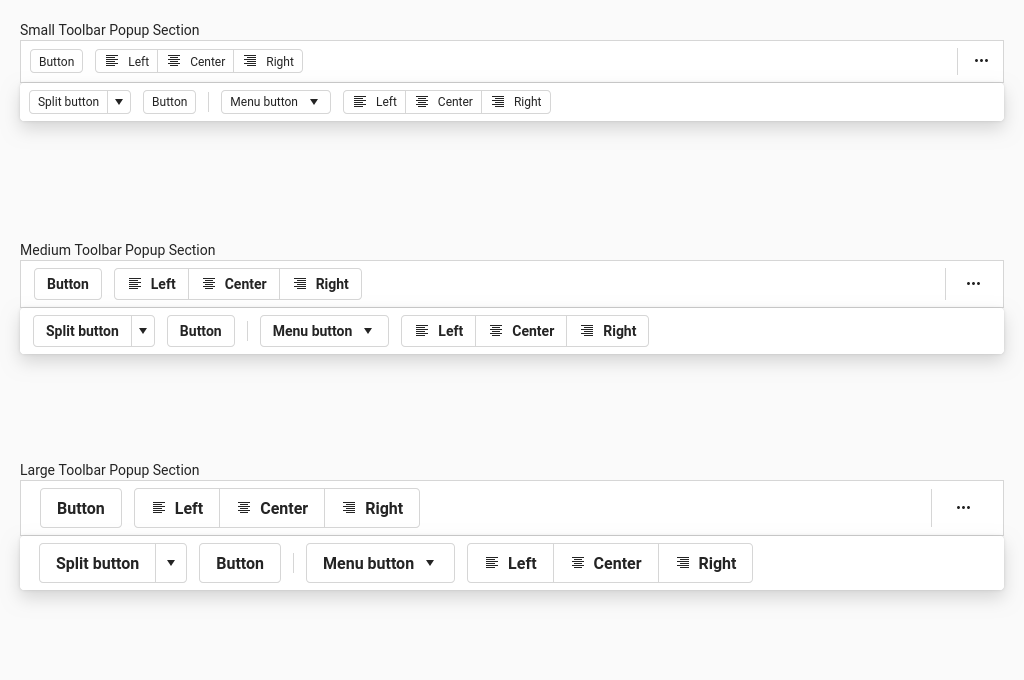 Small Toolbar Popup Section
Button Left Center Right
Split button Button Menu button Left Center Right
Medium Toolbar Popup Section
Button Left Center Right
Split button Button Menu button Left Center Right
Large Toolbar Popup Section
Button Left Center Right
Split button Button Menu button Left Center Right